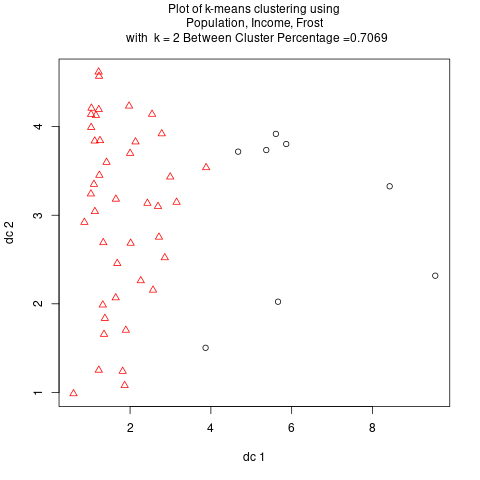 Plot of k-means clustering using
Population, Income, Frost
with k = 2 Between Cluster Percentage =0.7069
dc 2
4
3
2
1
2 4 6 8
dc 1